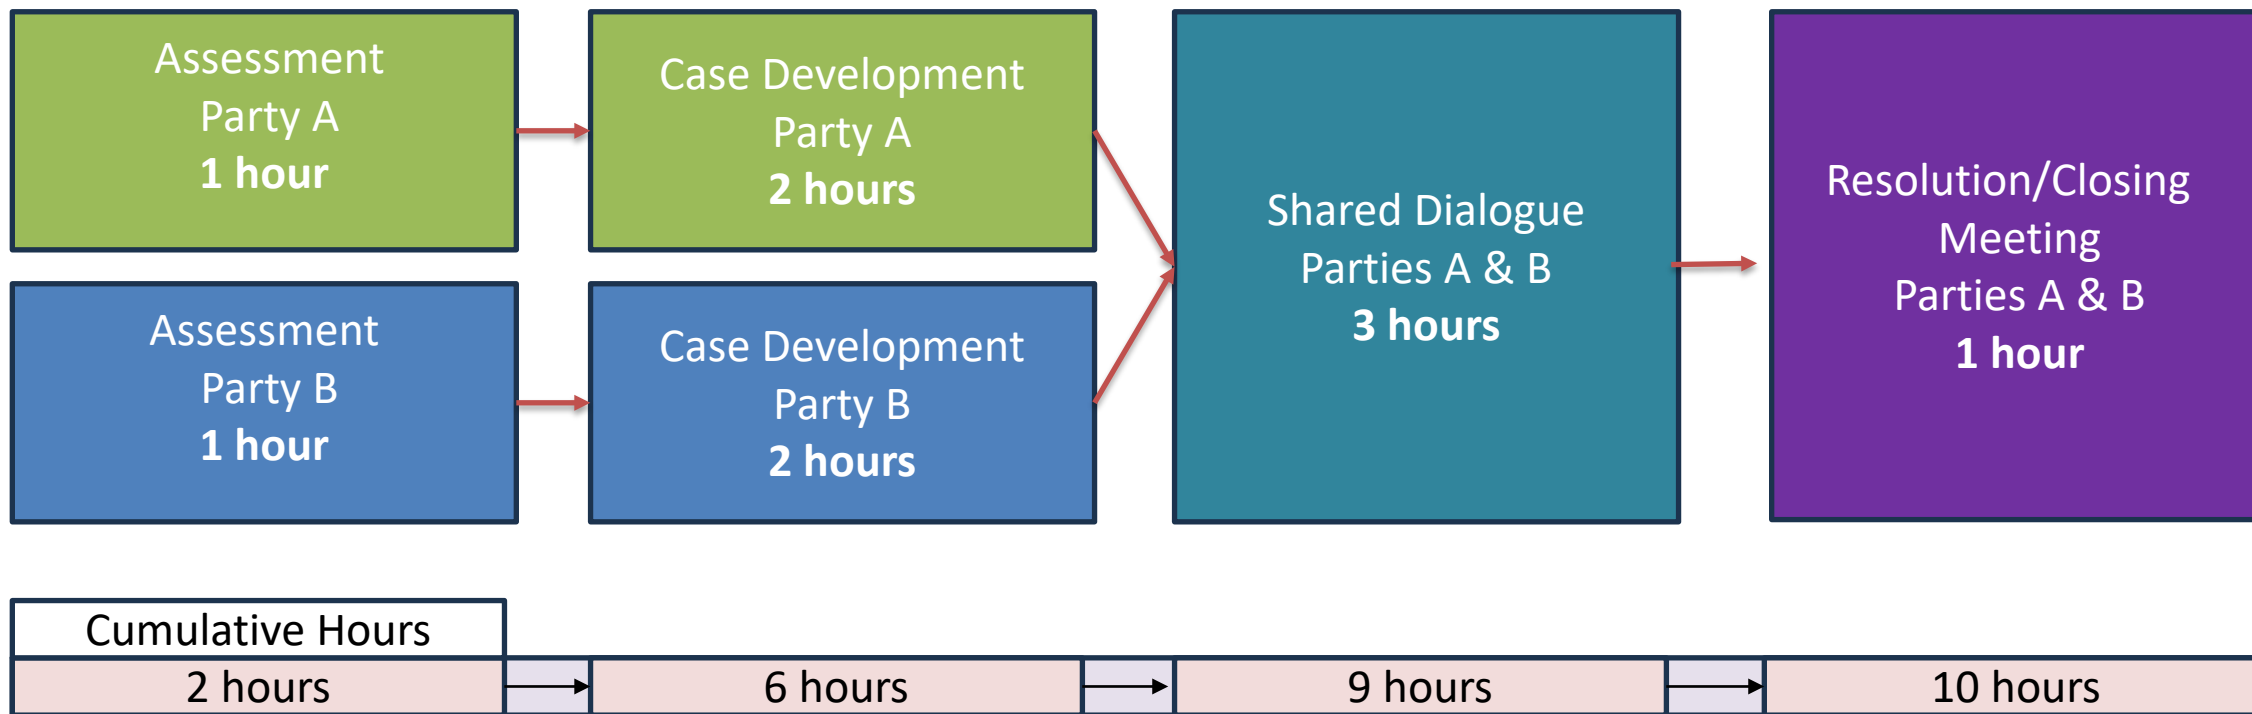 Assessment
Party A
1 hour
Case Development
Party A
2 hours
Assessment
Party B
1 hour
Case Development
Party B
2 hours
Shared Dialogue
Parties A & B
3 hours
Resolution/Closing
Meeting
Parties A & B
1 hour
Cumulative Hours
2 hours
6 hours
9 hours
10 hours